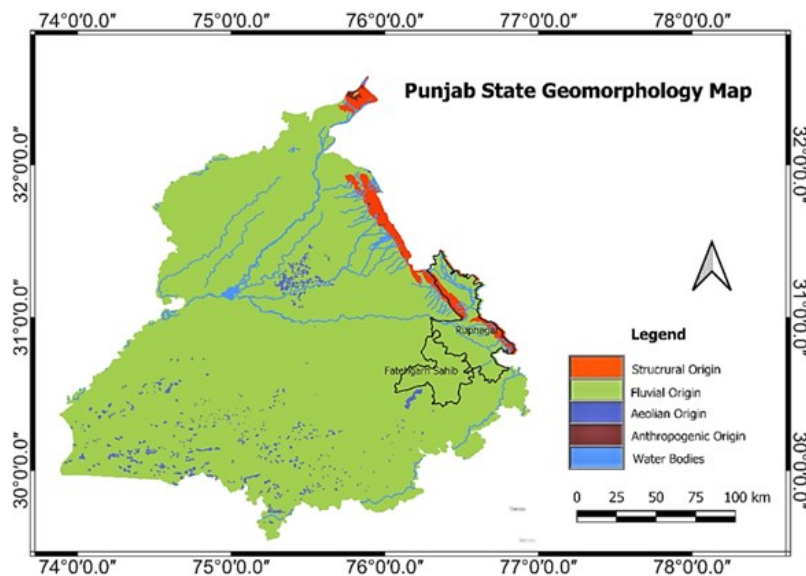 74°0'0.0" 75°0'0.0" 76°0'0.0" 77°0'0.0" 78°0'0.0"
Punjab State Geomorphology Map
32°0'0.0" 32°0'0.0"
31°0'0.0" 31°0'0.0"
Rupnagar
Fatehgarh Sahib
Legend
Strucrural Origin
Fluvial Origin
Aeolian Origin
Anthropogenic Origin
Water Bodies
30°0'0.0" 30°0'0.0"
0 25 50 75 100 km
74°0'0.0" 75°0'0.0" 76°0'0.0" 77°0'0.0" 78°0'0.0"